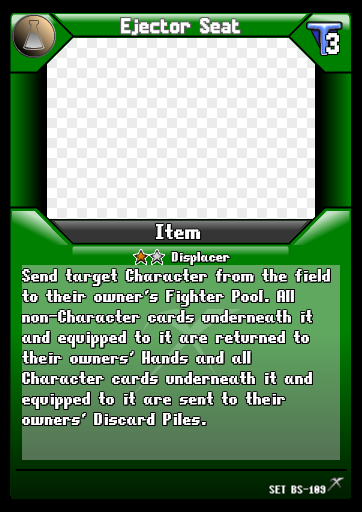 Ejector Seat
T3
Item
Displacer
Send target Character from the field
to their owner's Fighter Pool. All
non-Character cards underneath it
and equipped to it are returned to
their owners' Hands and all
Character cards underneath it and
equipped to it are sent to their
owners' Discard Piles.
SET BS-109